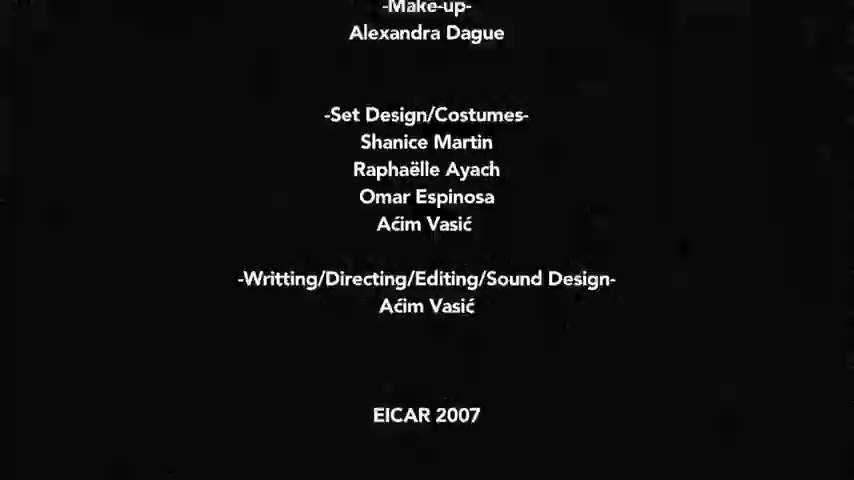 -Make-up-
Alexandra Dague
-Set Design/Costumes-
Shanice Martin
Raphaëlle Ayach
Omar Espinosa
Aćim Vasić
-Writting/Directing/Editing/Sound Design-
Aćim Vasić
EICAR 2007